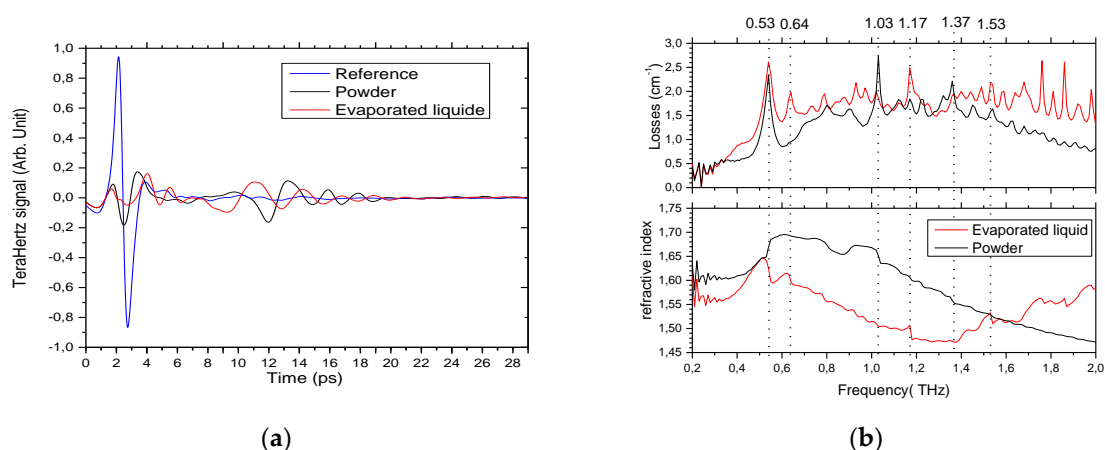 1,0
0,8
0,6
0,4
0,2
0,0
-0,2
-0,4
-0,6
-0,8
-1,0
TeraHertz signal (Arb. Unit)
Reference
Powder
Evaporated liquide
0 2 4 6 8 10 12 14 16 18 20 22 24 26 28
Time (ps)
(a)
0.53 0.64 1.03 1.17 1.37 1.53
3,0
2,5
2,0
1,5
1,0
0,5
0,0
Losses (cm-1)
1,75
1,70
1,65
1,60
1,55
1,50
1,45
refractive index
Evaporated liquid
Powder
0,2 0,4 0,6 0,8 1,0 1,2 1,4 1,6 1,8 2,0
Frequency( THz)
(b)